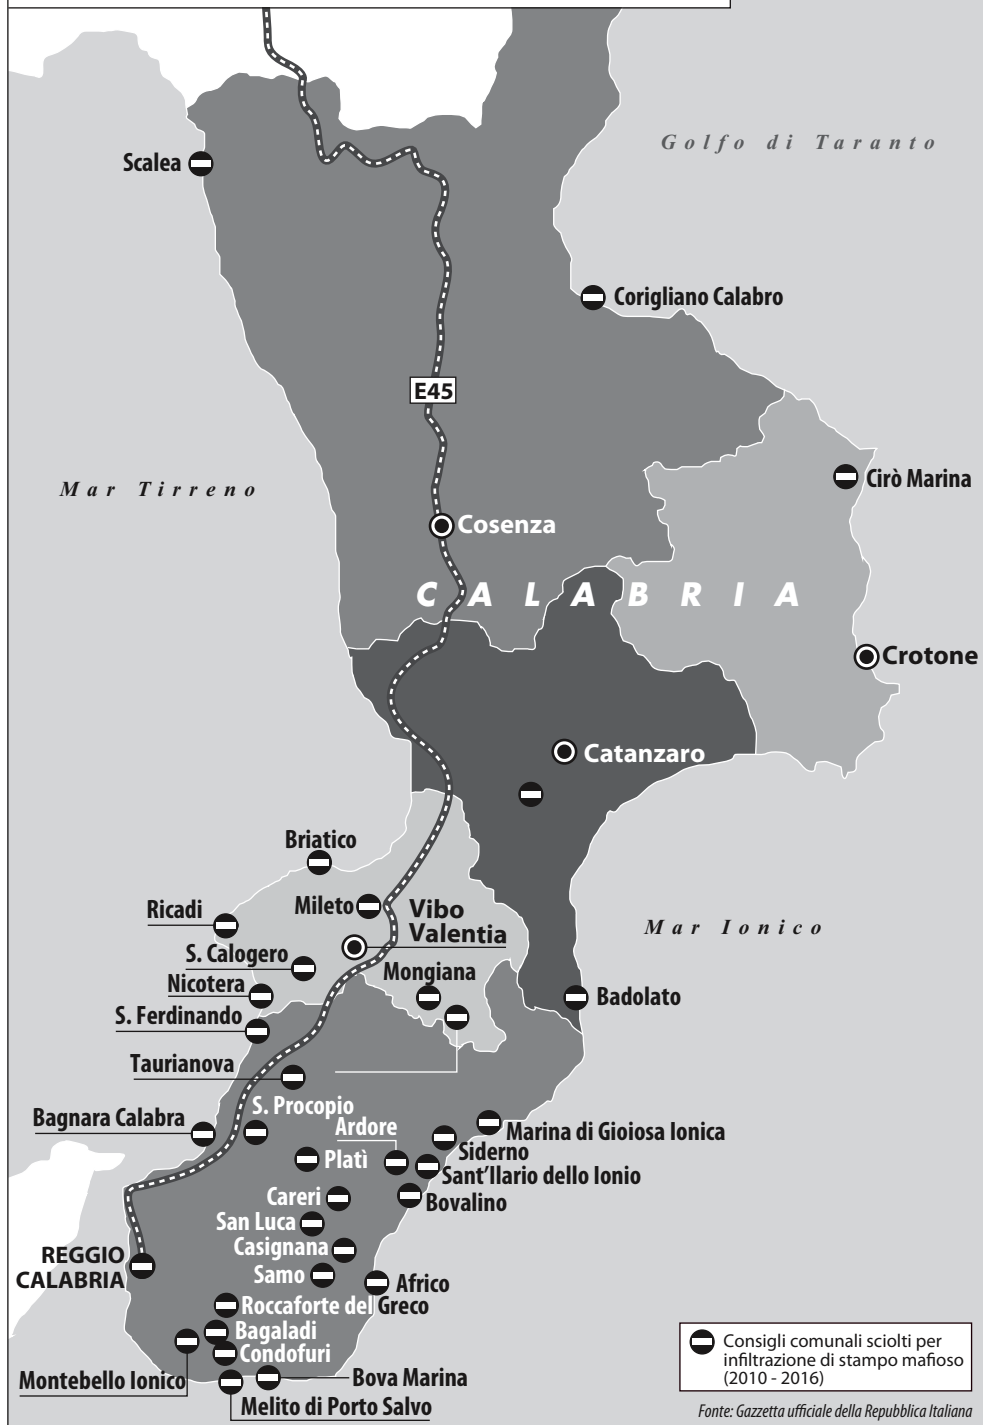 Golfo di Taranto
Scalea
Corigliano Calabro
E45
Cirò Marina
Mar Tirreno
Cosenza
CALABRIA
Crotone
Catanzaro
Briatico
Mileto
Vibo
Valentia
Ricadi
Mar Ionico
S. Calogero
Mongiana
Nicotera
Badolato
S. Ferdinando
Taurianova
S. Procopio
Bagnara Calabra
Ardore
Marina di Gioiosa Ionica
Siderno
Platì
Sant'Ilario dello Ionio
Careri
Bovalino
San Luca
Casignana
REGGIO
CALABRIA
Samo
Africo
Roccaforte del Greco
Bagaladi
Condofuri
Montebello Ionico
Bova Marina
Melito di Porto Salvo
Consigli comunali sciolti per
infiltrazione di stampo mafioso
(2010 - 2016)
Fonte: Gazzetta ufficiale della Repubblica Italiana